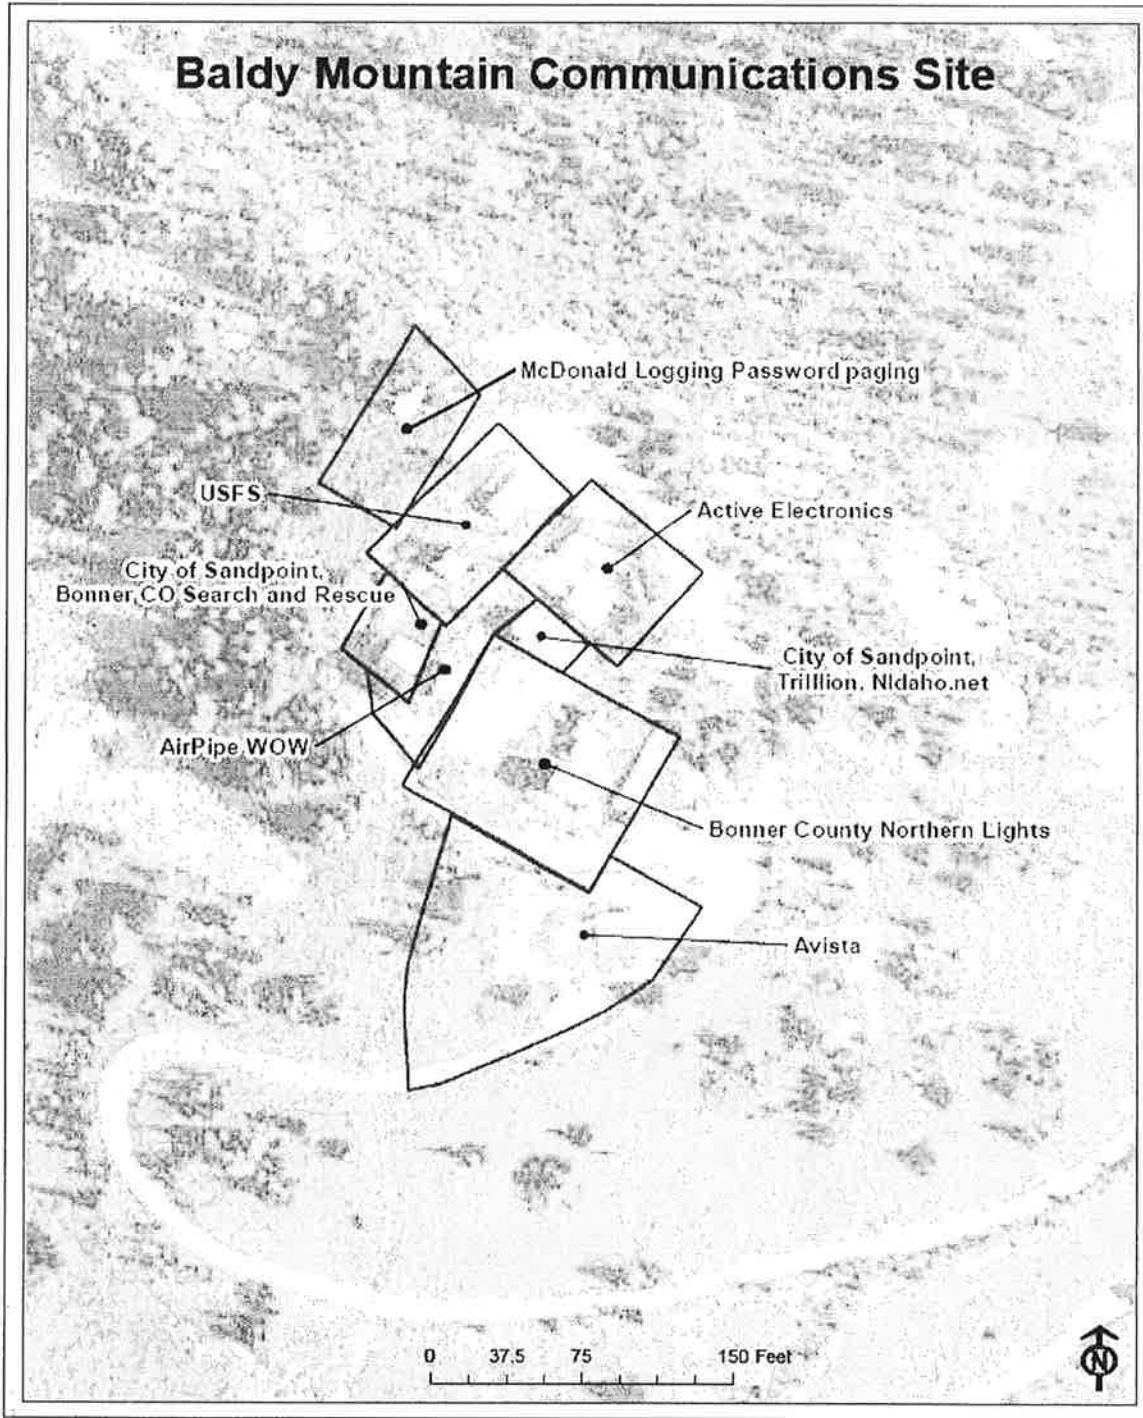 Baldy Mountain Communications Site
McDonald Logging Password paging
USFS
Active Electronics
City of Sandpoint,
Bonner,CO Search and Rescue
City of Sandpoint,
Trilllion, NIdaho.net
AirPipe,WOW
Bonner County Northern Lights
Avista
0 37.5 75 150 Feet
N